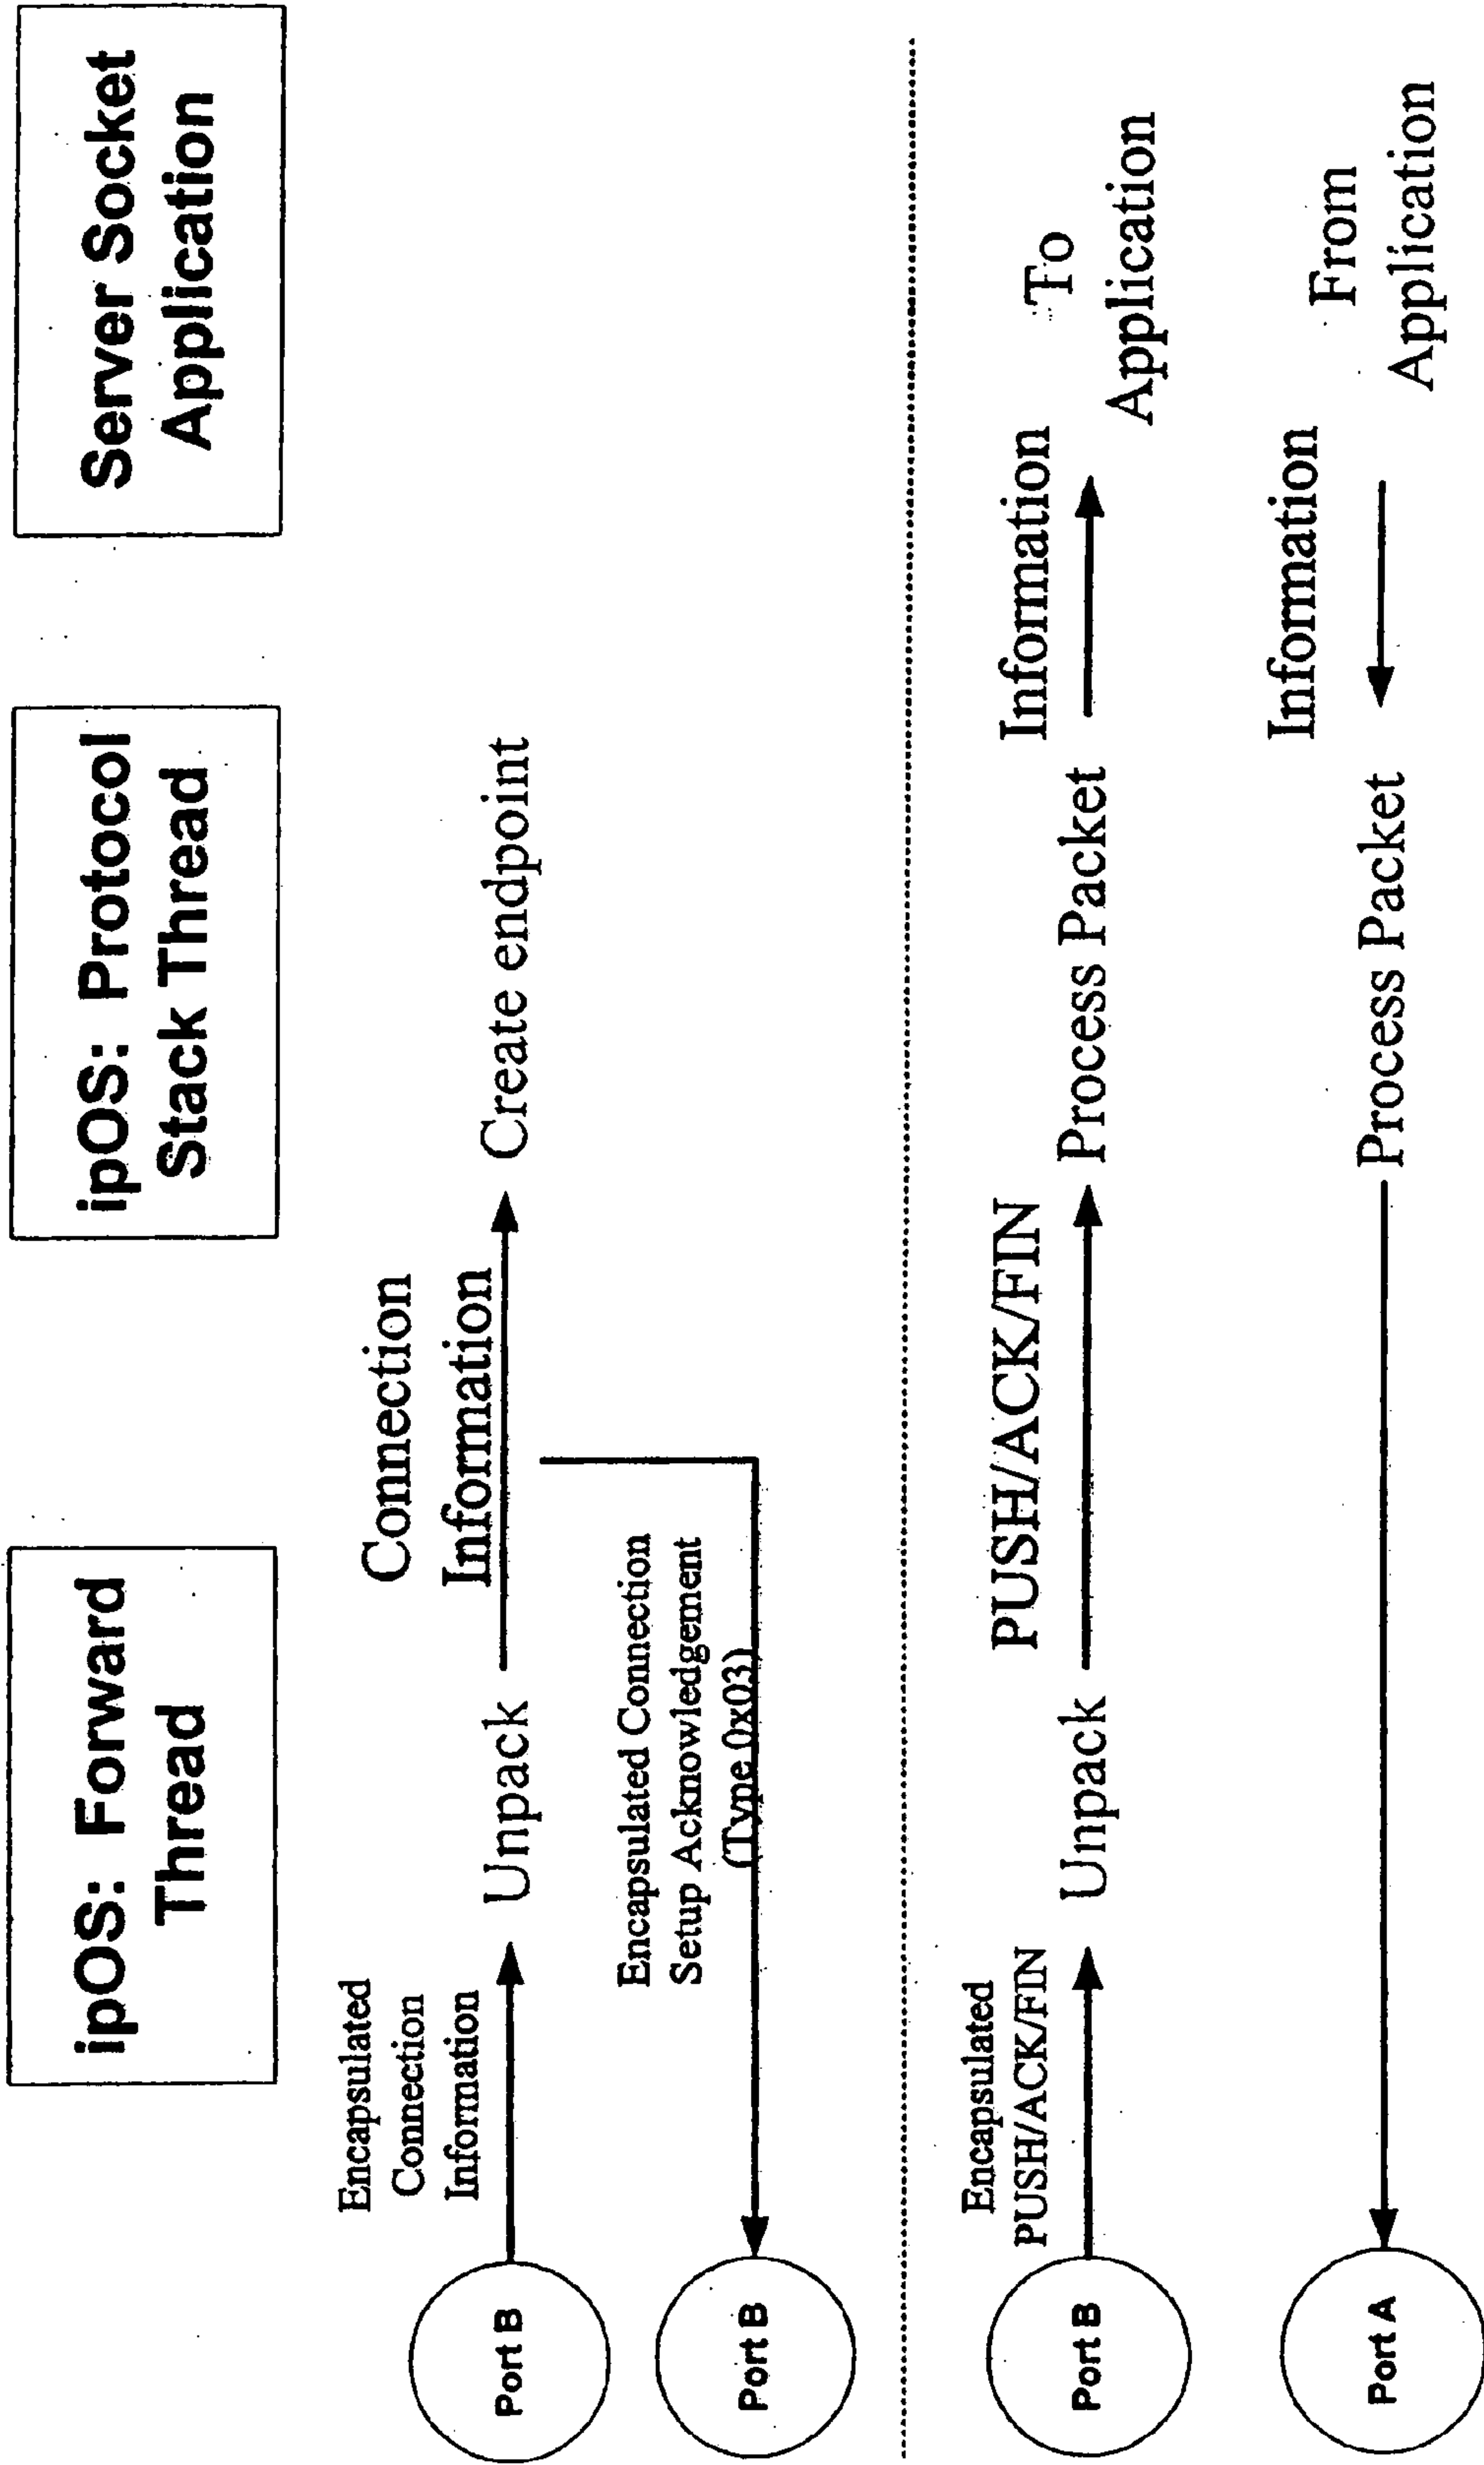 ipOS: Forward
Thread
ipOS: Protocol
Stack Thread
Server Socket
Application
Port B
Encapsulated
Connection
Information
Unpack
Connection
Information
Create endpoint
Port B
Encapsulated Connection
Setup Acknowledgement
(Type 0x03)
Port B
Encapsulated
PUSH/ACK/FIN
Unpack
PUSH/ACK/FIN
Process Packet
Information
To
Application
Port A
Process Packet
Information
From
Application